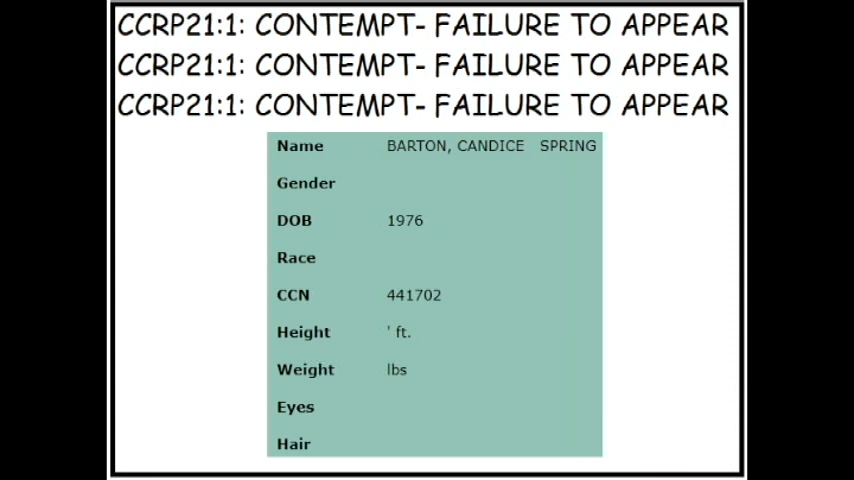 CCRP21:1: CONTEMPT- FAILURE TO APPEAR
CCRP21:1: CONTEMPT- FAILURE TO APPEAR
CCRP21:1: CONTEMPT- FAILURE TO APPEAR
Name BARTON, CANDICE SPRING
Gender
DOB 1976
Race
CCN 441702
Height ' ft.
Weight lbs
Eyes
Hair